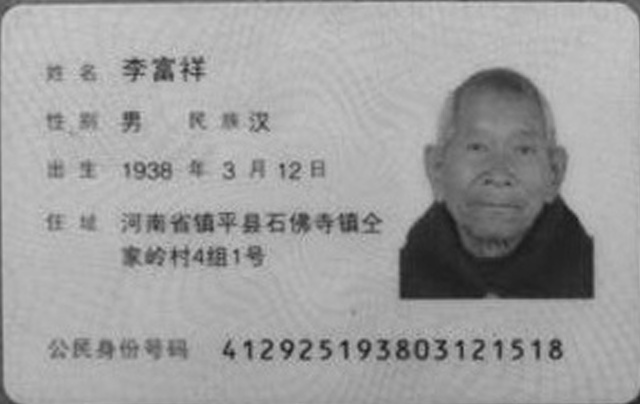 姓名 李富祥
性别 男 民族 汉
出生 1938 年 3 月 12 日
住址 河南省镇平县石佛寺镇仝
家岭村4组1号
公民身份号码 412925193803121518